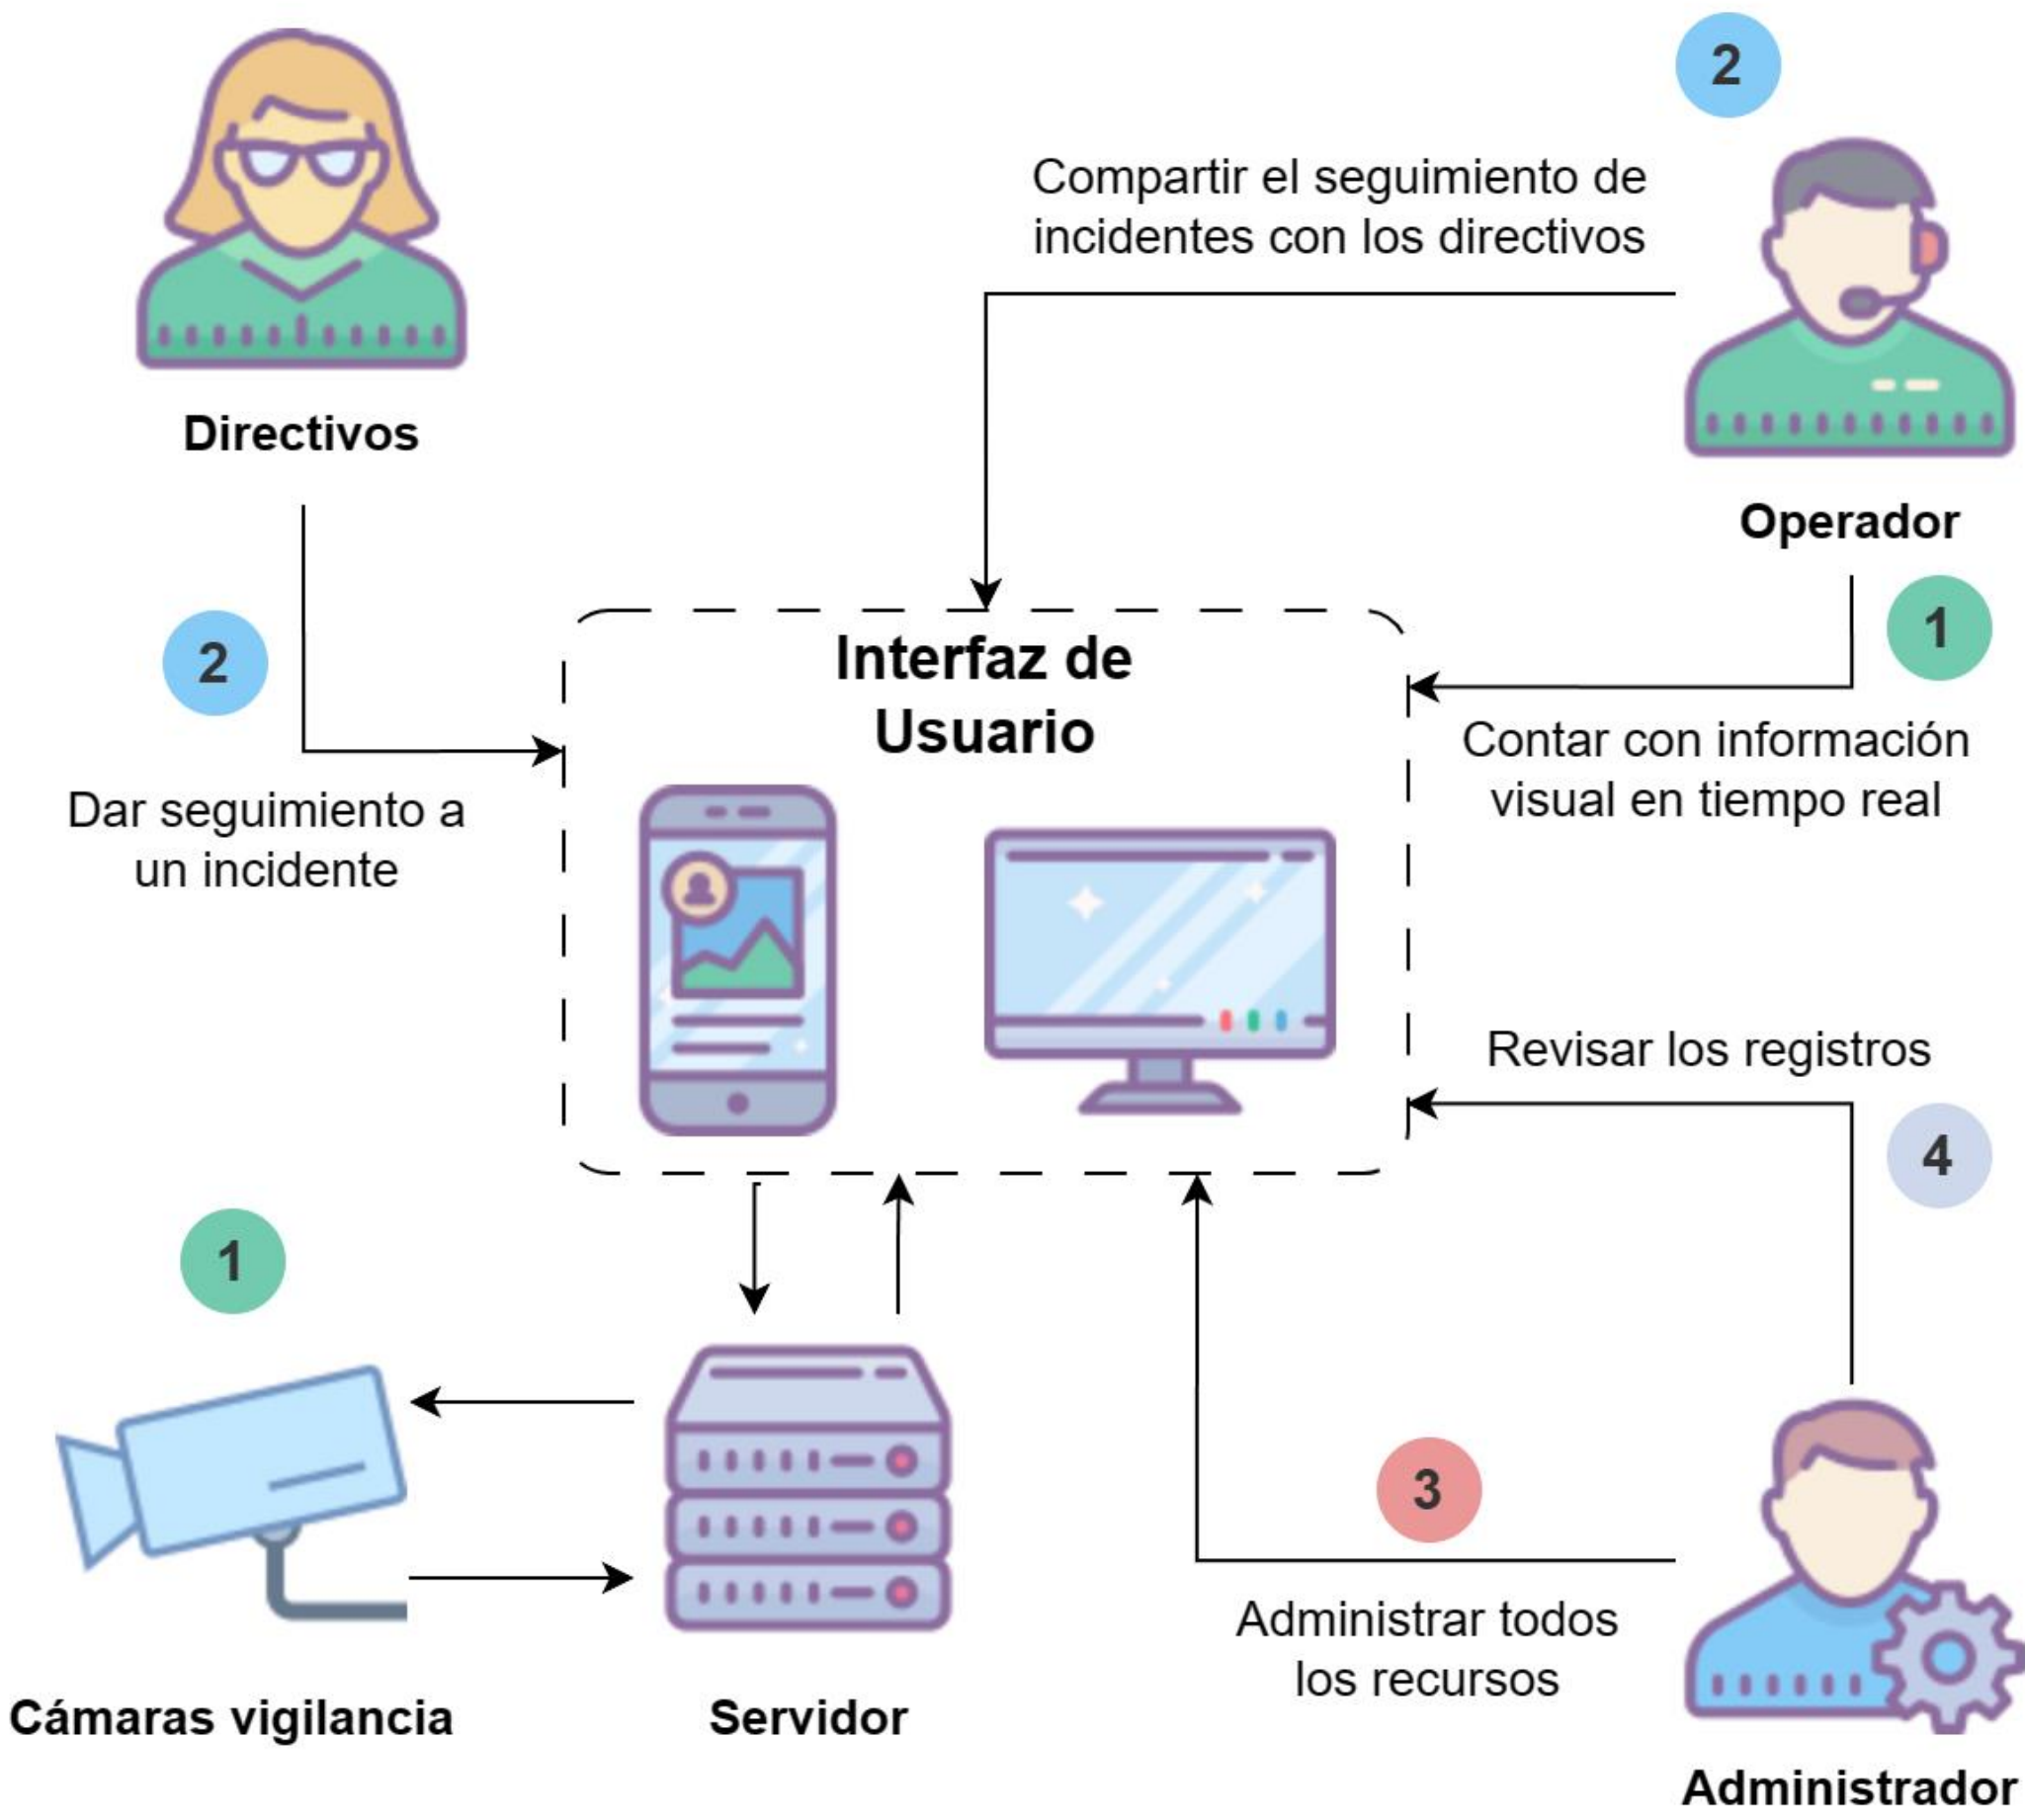 2
Compartir el seguimiento de
incidentes con los directivos
Directivos
Operador
2
1
Interfaz de
Usuario
Dar seguimiento a
un incidente
Contar con información
visual en tiempo real
Revisar los registros
4
1
3
Administrar todos
los recursos
Cámaras vigilancia
Servidor
Administrador